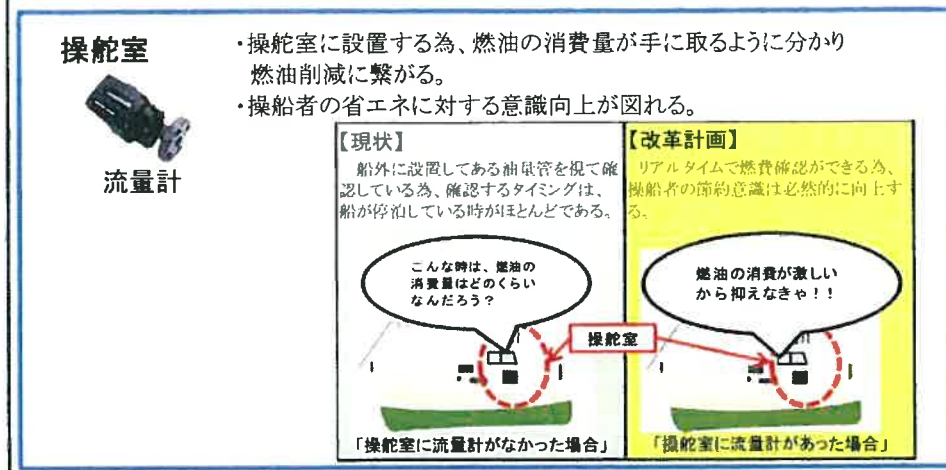 操舵室
・操舵室に設置する為、燃油の消費量が手に取るように分かり
燃油削減に繋がる。
・操船者の省エネに対する意識向上が図れる。
流量計
【現状】
船外に設置してある油量管を視て確
認している為、確認するタイミングは、
船が停泊している時がほとんどである。
こんな時は、燃油の
消費量はどのくらい
なんだろう？
「操舵室に流量計がなかった場合」
【改革計画】
リアルタイムで燃費確認ができる為、
操船者の節約意識は必然的に向上す
る。
燃油の消費が激しい
から抑えなきゃ！！
操舵室
「操舵室に流量計があった場合」